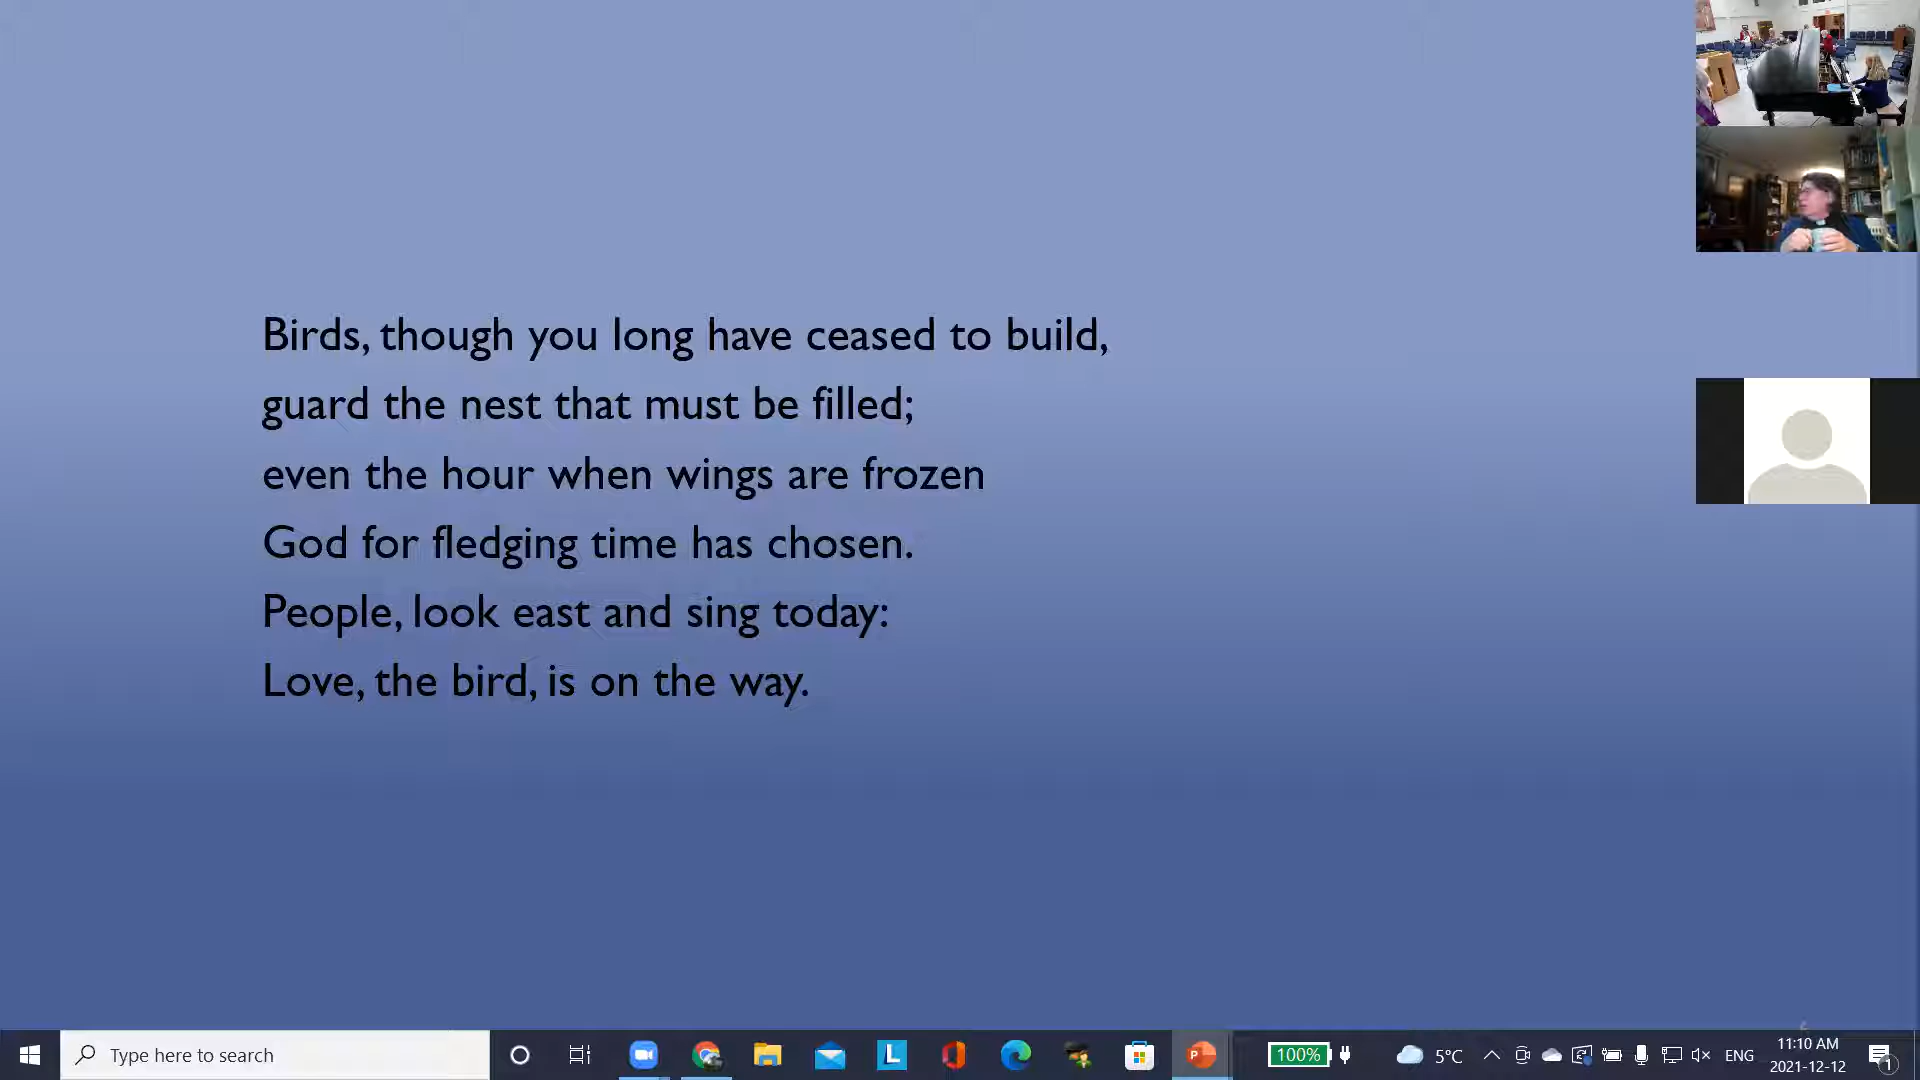 Birds, though you long have ceased to build,
guard the nest that must be filled;
even the hour when wings are frozen
God for fledging time has chosen.
People, look east and sing today:
Love, the bird, is on the way.
Type here to search
L
P
100%
5°C
ENG
11:10 AM
2021-12-12
1